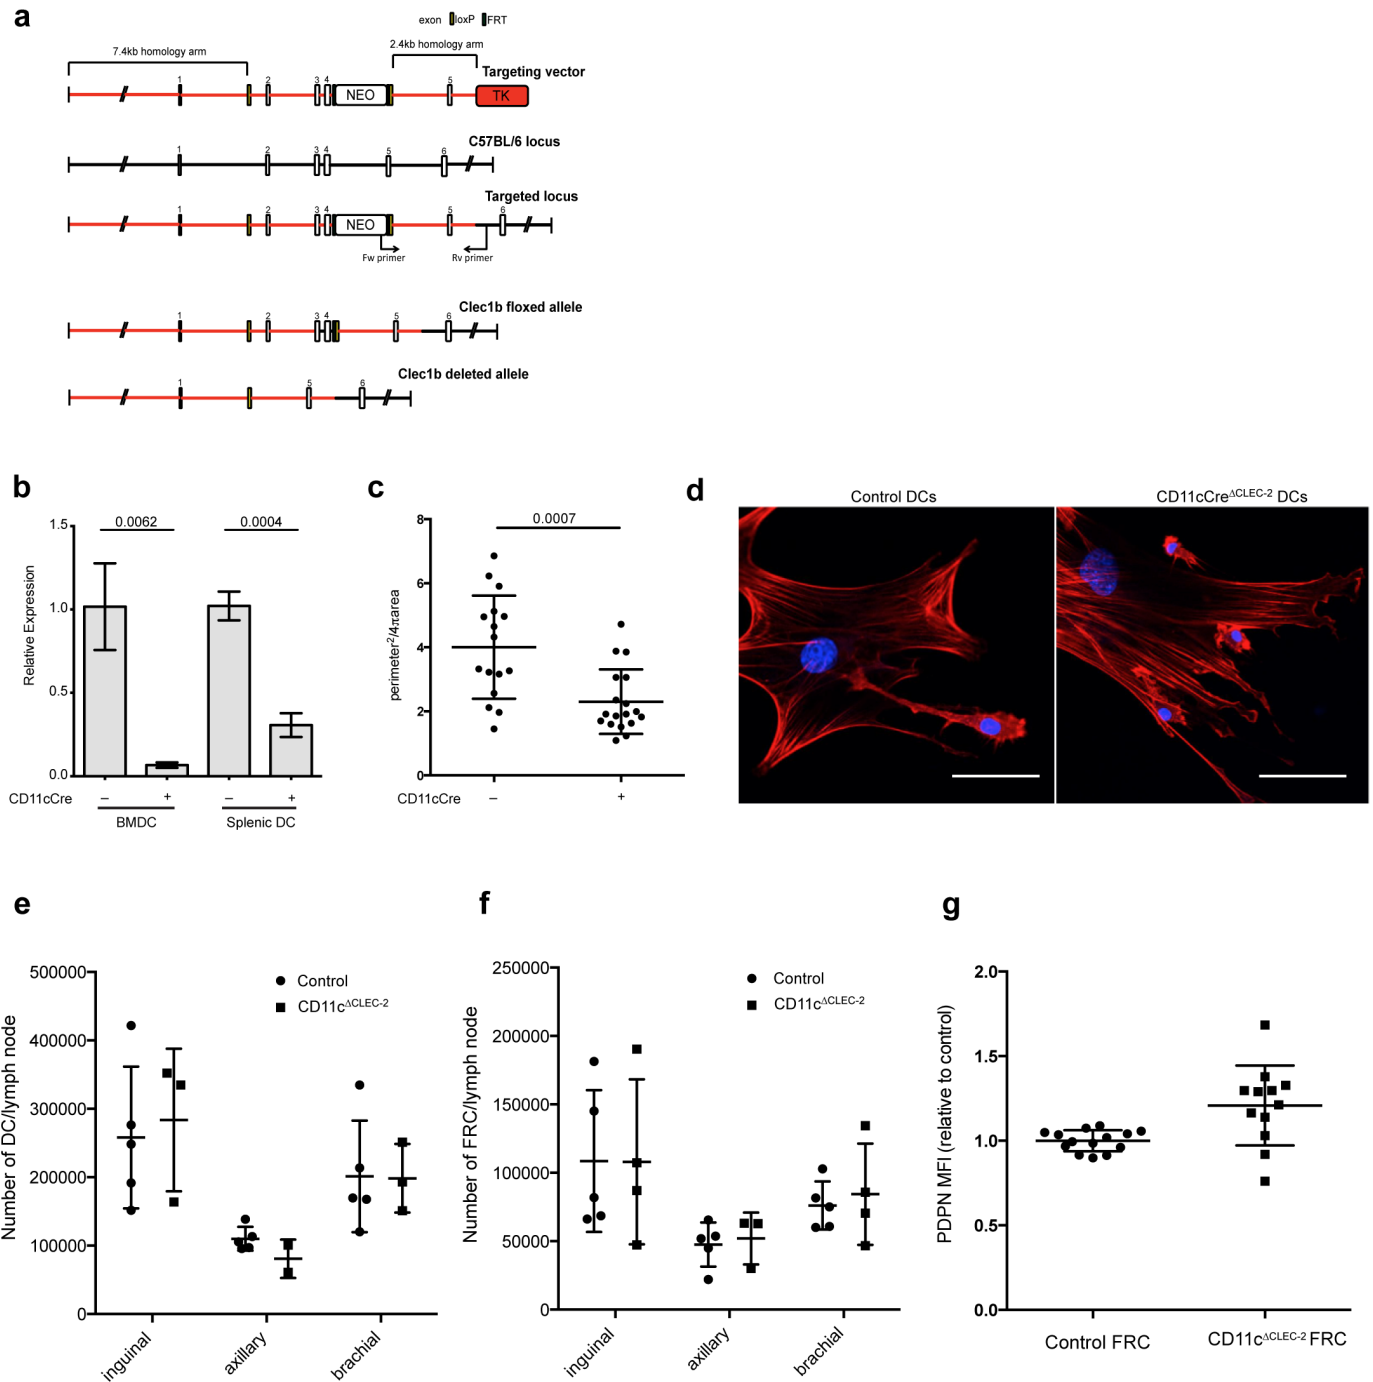 a
exon loxP FRT
7.4kb homology arm
2.4kb homology arm
Targeting vector
1 2 3 4 5
NEO TK
C57BL/6 locus
1 2 3 4 5 6
Targeted locus
1 2 3 4 5 6
NEO
Fw primer Rv primer
Clec1b floxed allele
1 2 3 4 5 6
Clec1b deleted allele
1 5 6
b
0.0062 0.0004
Relative Expression
1.5
1.0
0.5
0.0
CD11cCre – + – +
BMDC Splenic DC
c
0.0007
perimeter²/4πarea
8
6
4
2
0
CD11cCre – +
d
Control DCs CD11cCre^ΔCLEC-2 DCs
e
Number of DC/lymph node
500000
400000
300000
200000
100000
0
Control
CD11c^ΔCLEC-2
inguinal axillary brachial
f
Number of FRC/lymph node
250000
200000
150000
100000
50000
0
Control
CD11c^ΔCLEC-2
inguinal axillary brachial
g
PDPN MFI (relative to control)
2.0
1.5
1.0
0.5
0.0
Control FRC CD11c^ΔCLEC-2 FRC